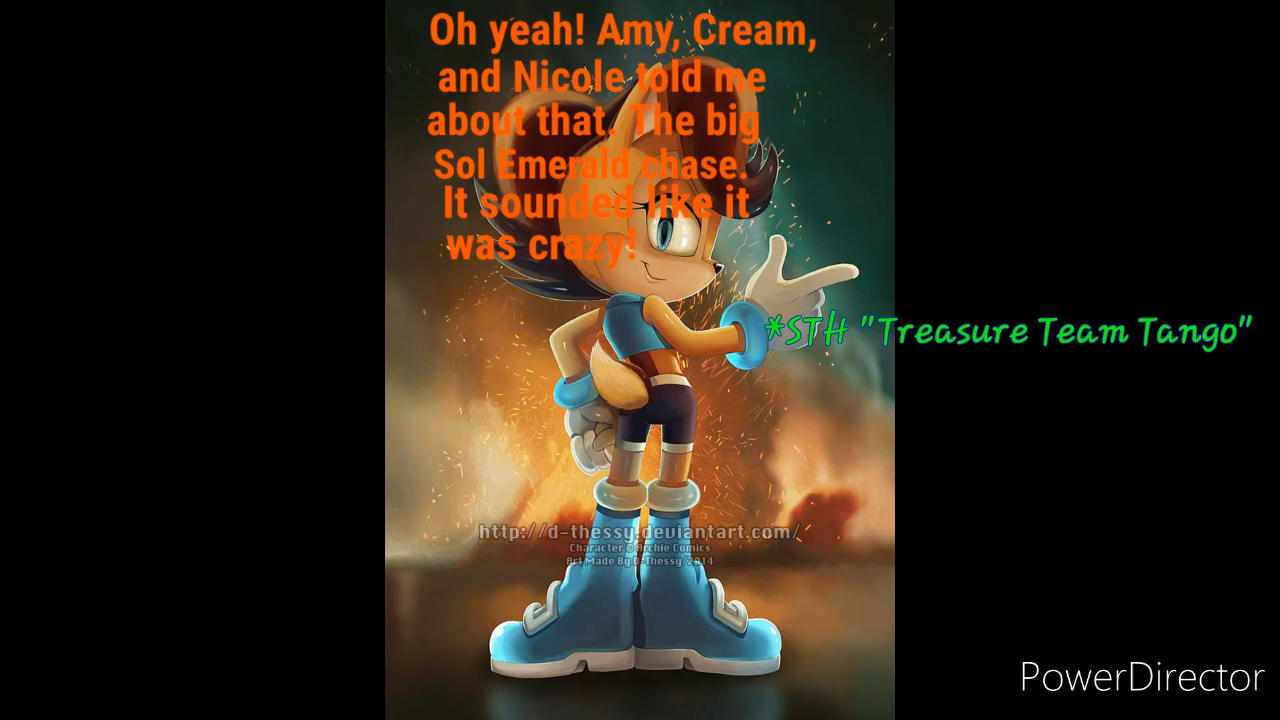 Oh yeah! Amy, Cream,
and Nicole told me
about that. The big
Sol Emerald chase.
It sounded like it
was crazy!
*STH "Treasure Team Tango"
http://d-thessy.deviantart.com/
Character © Archie Comics
Art Made By D-Thessy/2014
PowerDirector